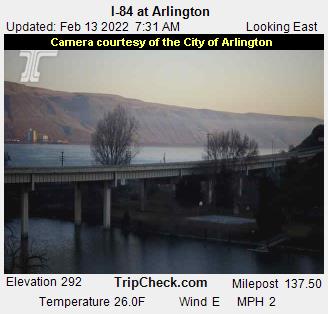 I-84 at Arlington
Updated: Feb 13 2022 7:31 AM Looking East
Camera courtesy of the City of Arlington
Elevation 292 TripCheck.com Milepost 137.50
Temperature 26.0F Wind E MPH 2